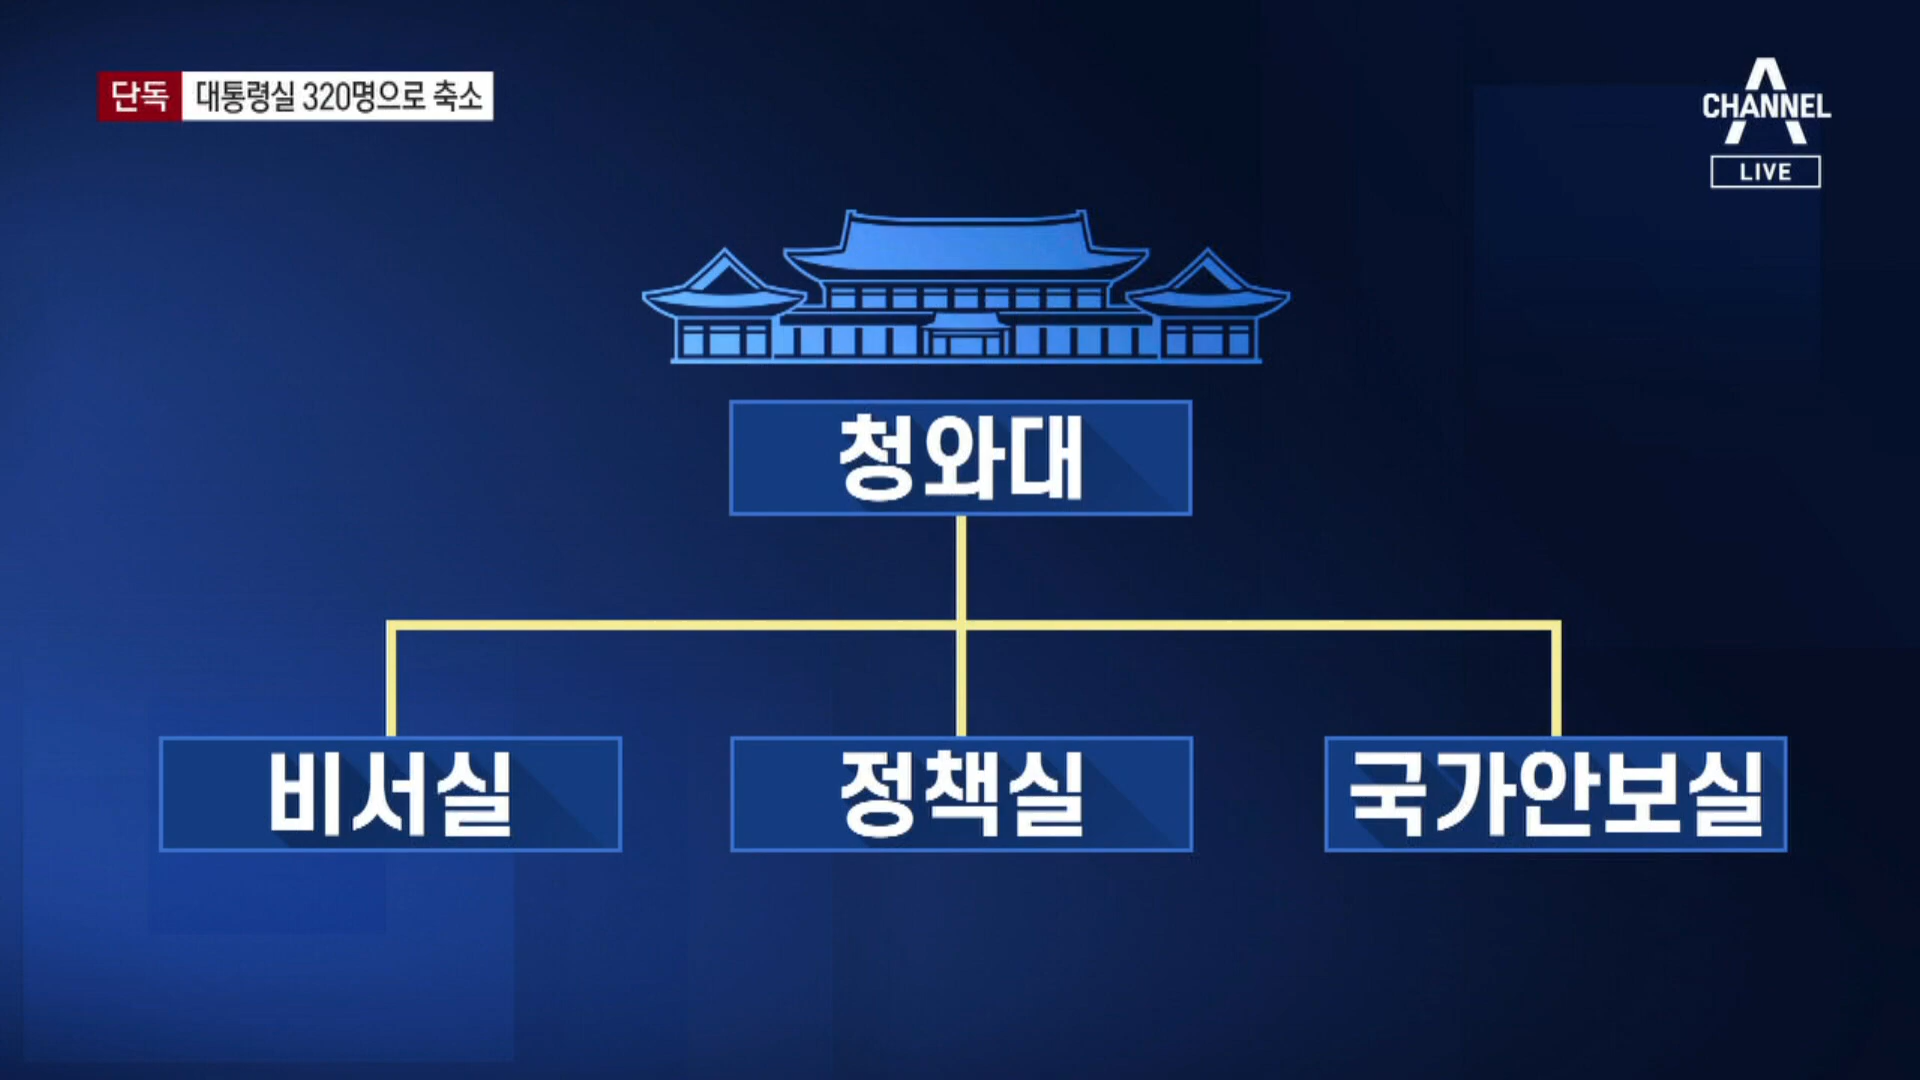 단독 대통령실 320명으로 축소
CHANNEL A
LIVE
청와대
비서실
정책실
국가안보실